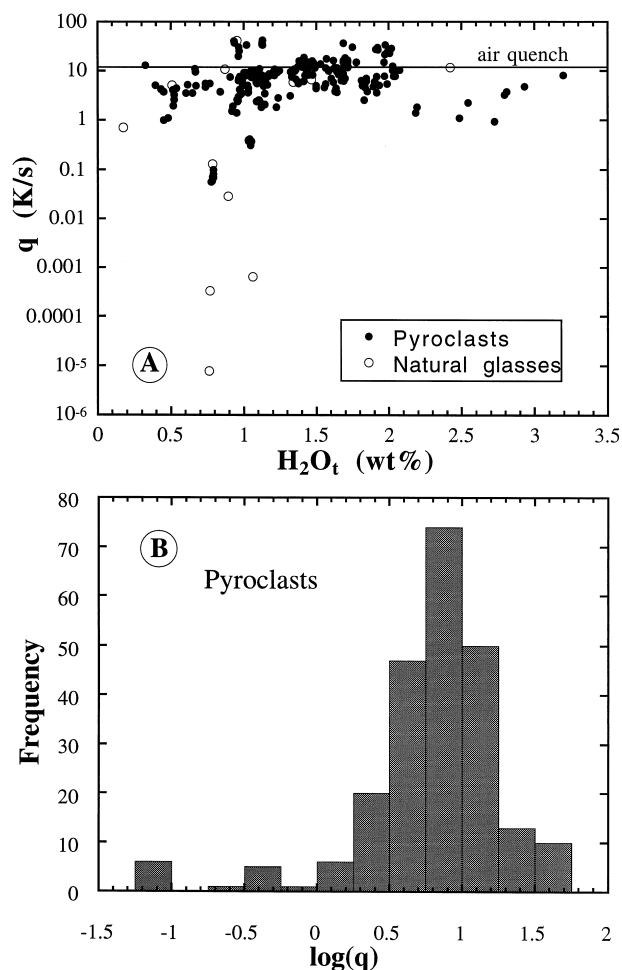 100
10
1
0.1
0.01
0.001
0.0001
10-5
10-6
q (K/s)
air quench
Pyroclasts
Natural glasses
A
0 0.5 1 1.5 2 2.5 3 3.5
H2Ot (wt%)
80
70
60
50
40
30
20
10
0
Frequency
B
Pyroclasts
-1.5 -1 -0.5 0 0.5 1 1.5 2
log(q)